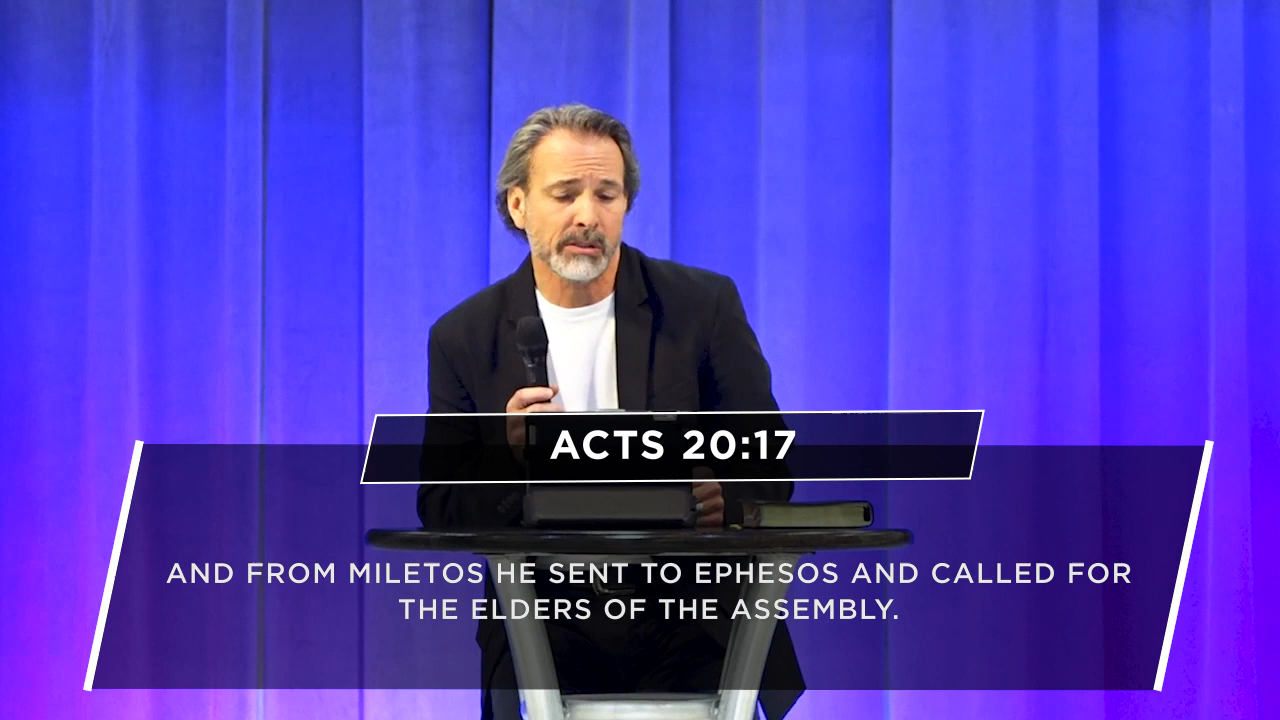 ACTS 20:17
AND FROM MILETOS HE SENT TO EPHESOS AND CALLED FOR
THE ELDERS OF THE ASSEMBLY.